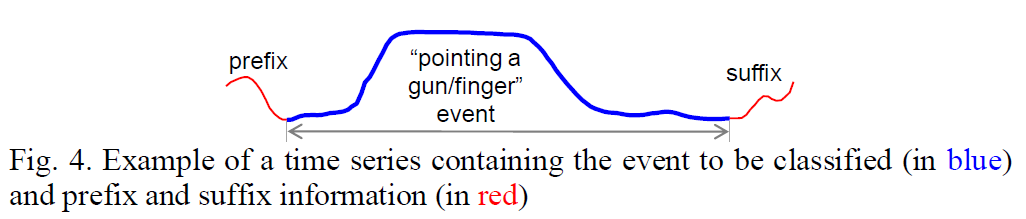 prefix
“pointing a
gun/finger”
event
suffix
Fig. 4. Example of a time series containing the event to be classified (in blue)
and prefix and suffix information (in red)